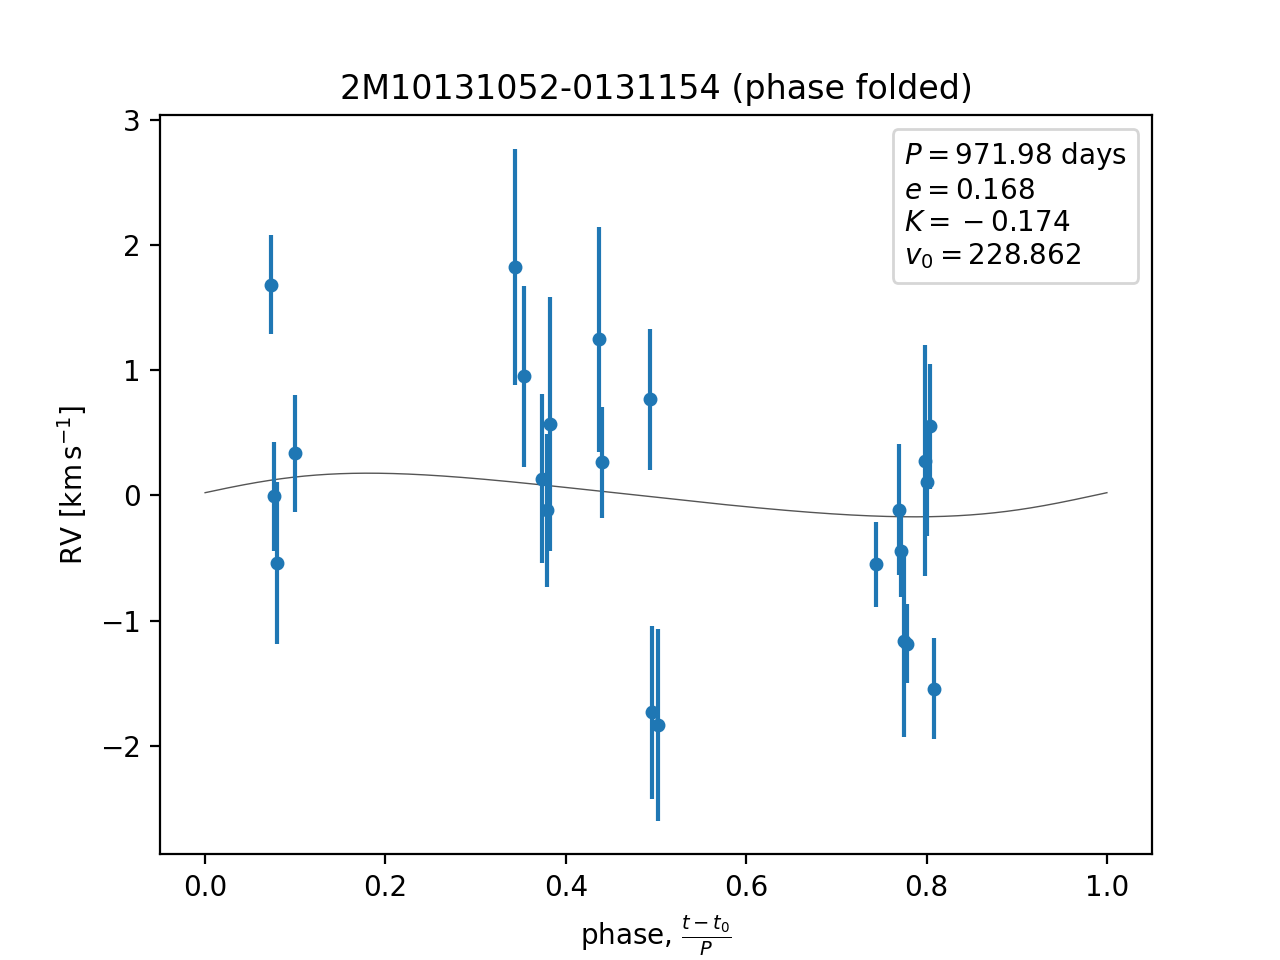 2M10131052-0131154 (phase folded)
3
2
1
0
−1
−2
RV [km s⁻¹]
P = 971.98 days
e = 0.168
K = −0.174
v₀ = 228.862
0.0 0.2 0.4 0.6 0.8 1.0
phase, (t − t₀)/P